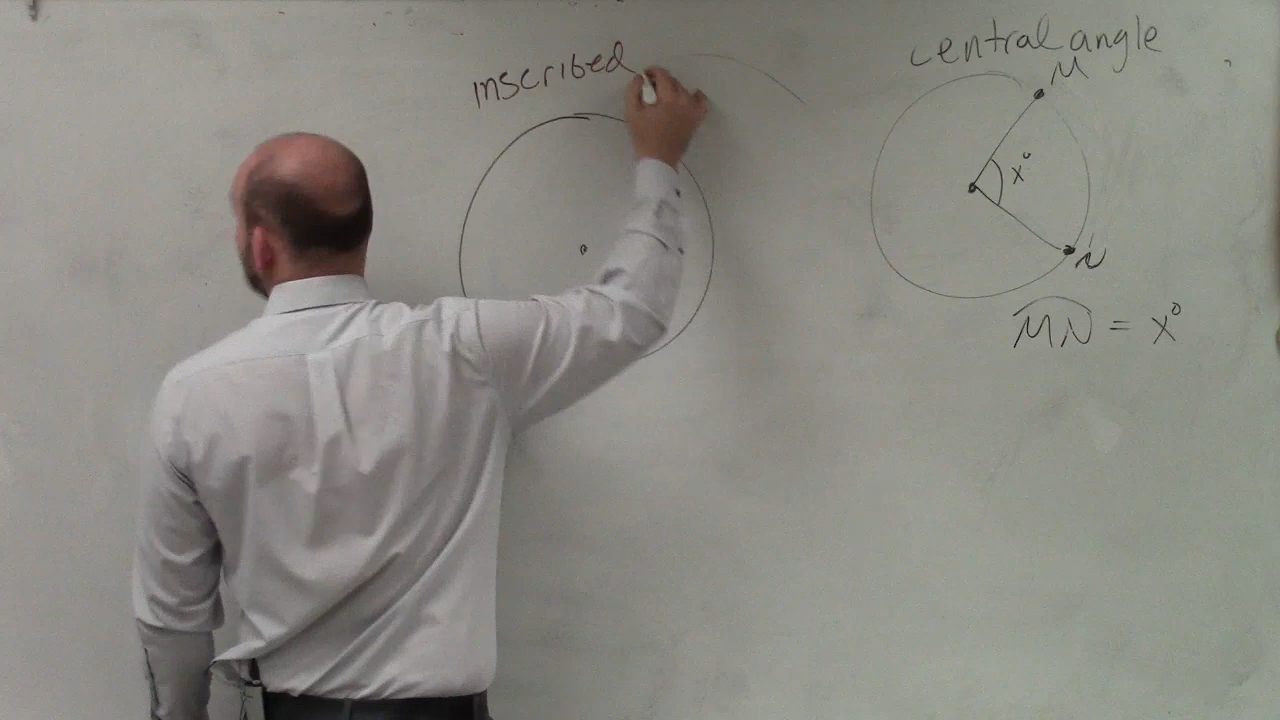 inscribed
central angle
M
x°
N
MN = x°